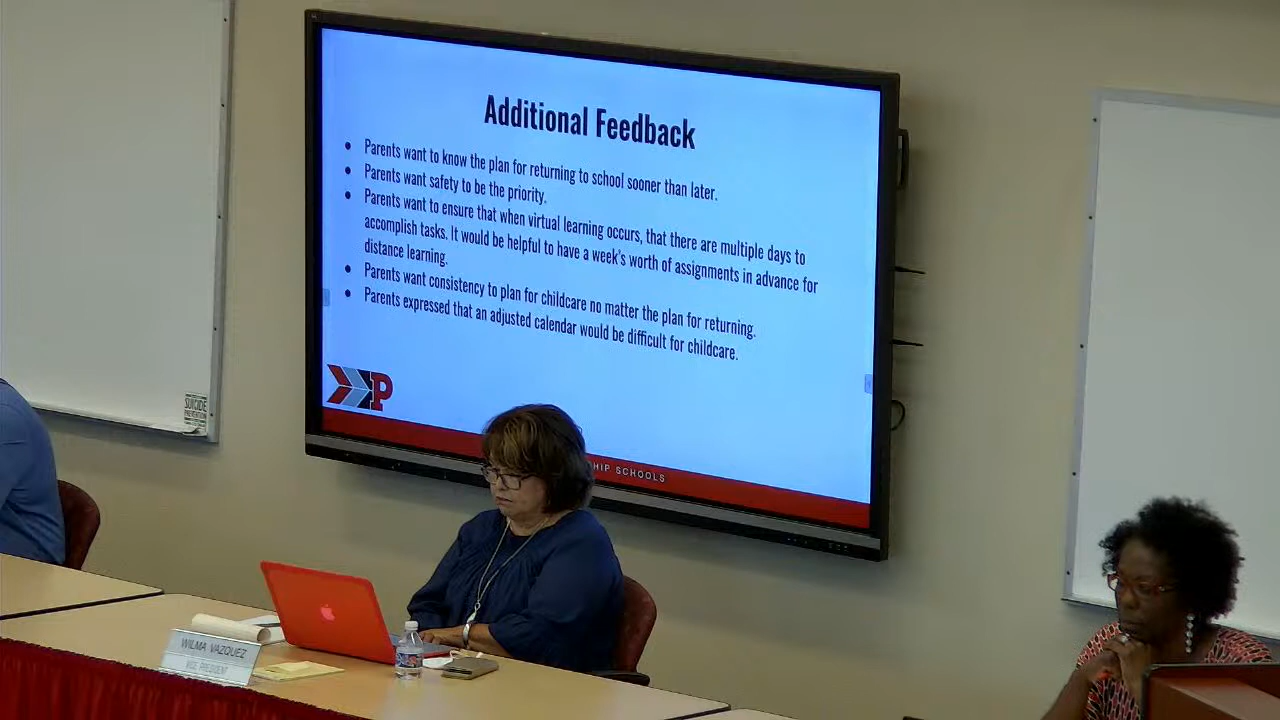 Additional Feedback
• Parents want to know the plan for returning to school sooner than later.
• Parents want safety to be the priority.
• Parents want to ensure that when virtual learning occurs, that there are multiple days to
accomplish tasks. It would be helpful to have a week's worth of assignments in advance for
distance learning.
• Parents want consistency to plan for childcare no matter the plan for returning.
• Parents expressed that an adjusted calendar would be difficult for childcare.
P
HIP SCHOOLS
SUICIDE
PREVENTION
WILMA VAZQUEZ
VICE PRESIDENT